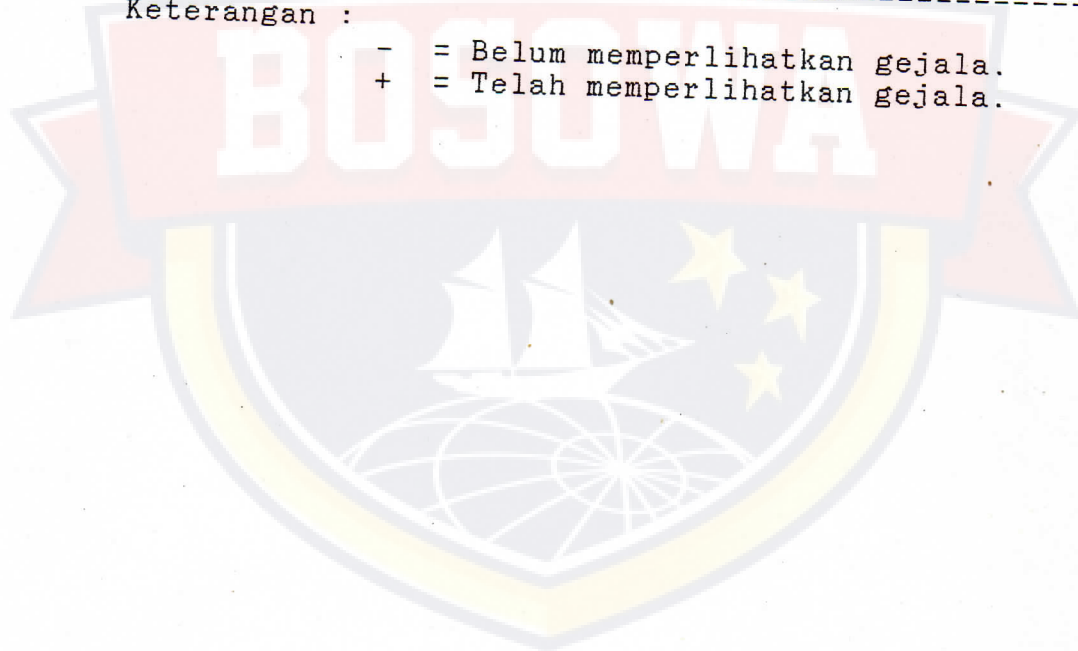 Keterangan :
- = Belum memperlihatkan gejala.
+ = Telah memperlihatkan gejala.
BOSOWA